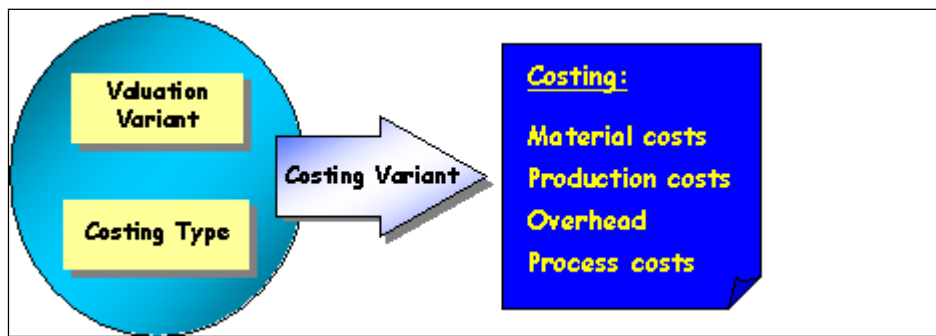 Valuation
Variant
Costing Type
Costing Variant
Costing:
Material costs
Production costs
Overhead
Process costs